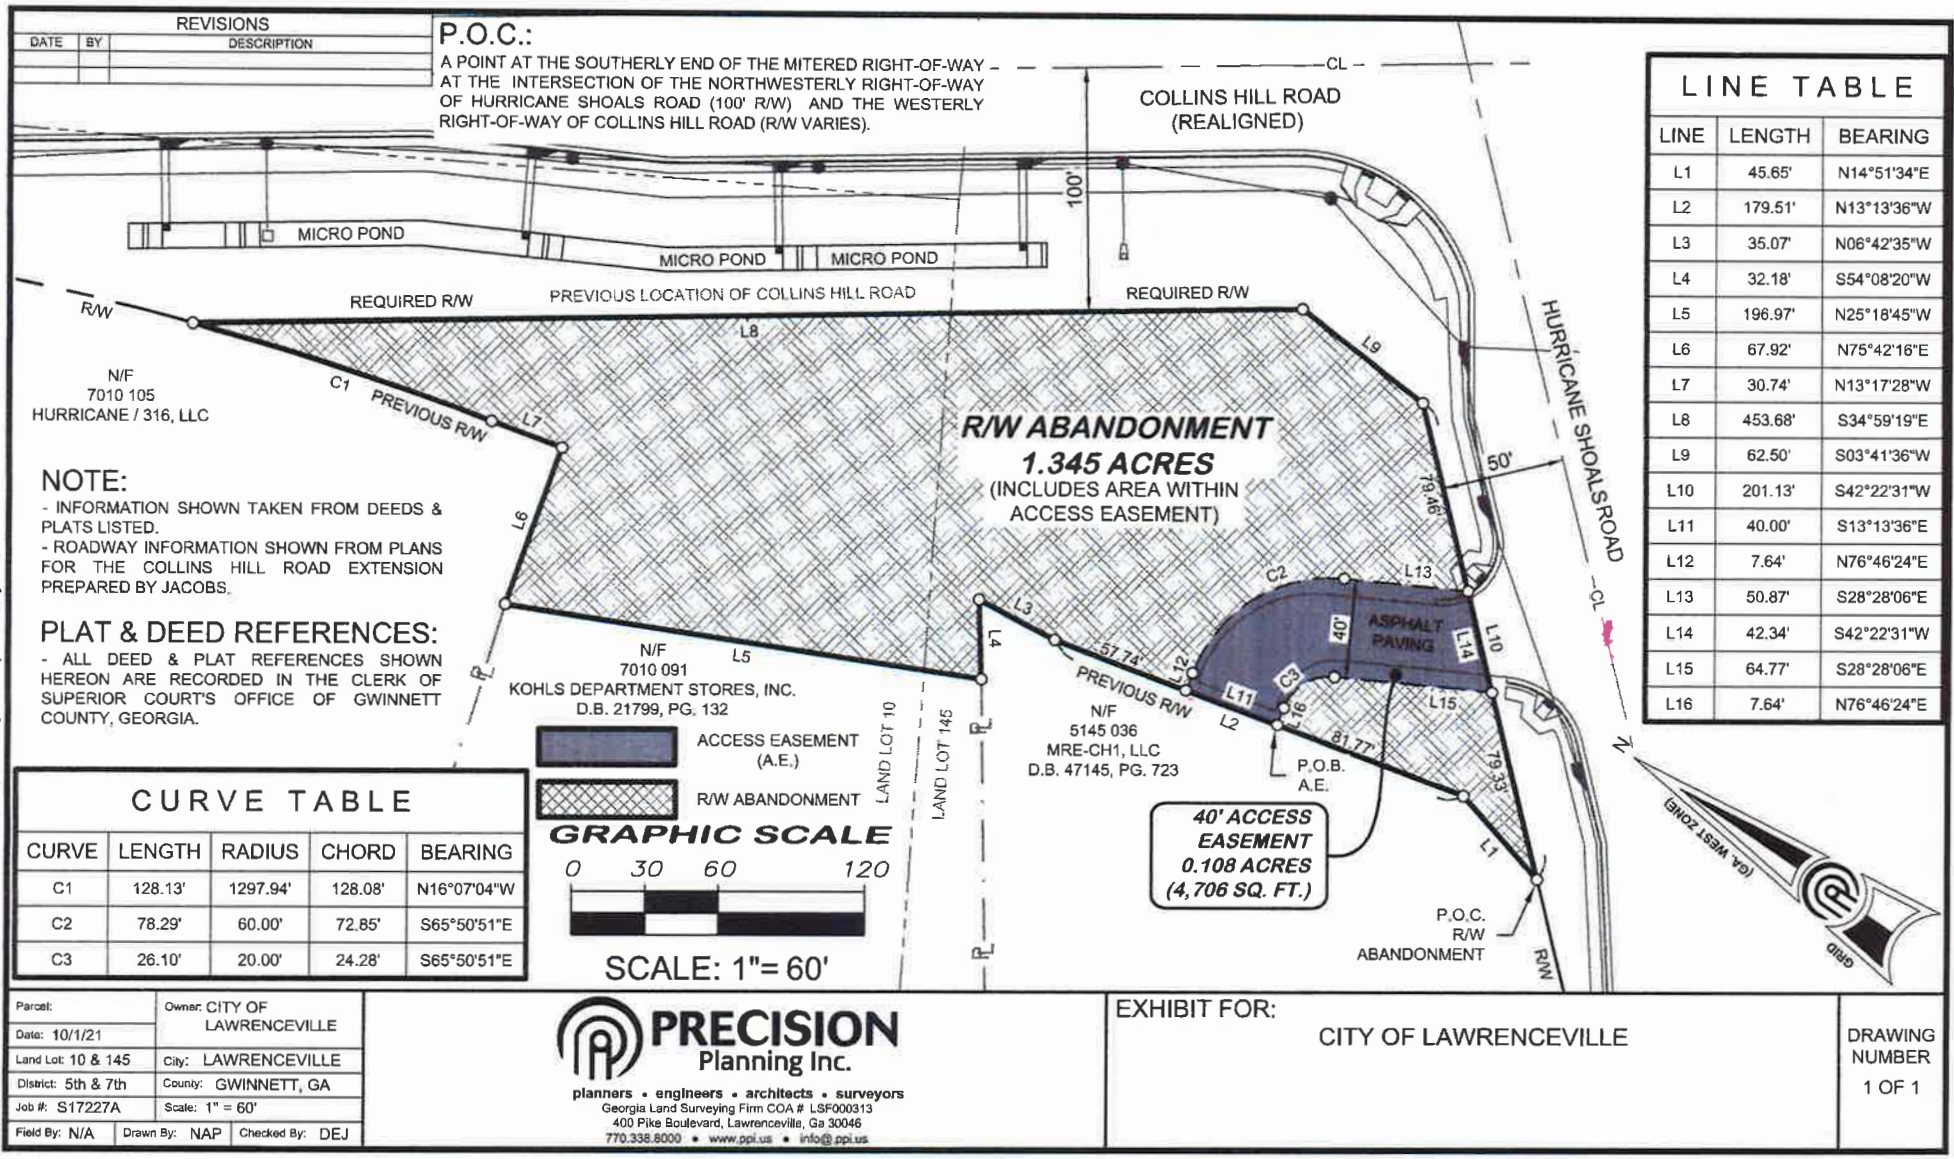 REVISIONS
DATE BY DESCRIPTION
P.O.C.:
A POINT AT THE SOUTHERLY END OF THE MITERED RIGHT-OF-WAY
AT THE INTERSECTION OF THE NORTHWESTERLY RIGHT-OF-WAY
OF HURRICANE SHOALS ROAD (100' R/W) AND THE WESTERLY
RIGHT-OF-WAY OF COLLINS HILL ROAD (R/W VARIES).
CL
COLLINS HILL ROAD
(REALIGNED)
100'
MICRO POND
MICRO POND
MICRO POND
R/W
REQUIRED R/W
PREVIOUS LOCATION OF COLLINS HILL ROAD
REQUIRED R/W
L8
L9
HURRICANE SHOALS ROAD
CL
N/F
7010 105
HURRICANE / 316, LLC
C1
PREVIOUS R/W
L7
L6
R/W ABANDONMENT
1.345 ACRES
(INCLUDES AREA WITHIN
ACCESS EASEMENT)
50'
79.46'
NOTE:
- INFORMATION SHOWN TAKEN FROM DEEDS &
PLATS LISTED.
- ROADWAY INFORMATION SHOWN FROM PLANS
FOR THE COLLINS HILL ROAD EXTENSION
PREPARED BY JACOBS.
PLAT & DEED REFERENCES:
- ALL DEED & PLAT REFERENCES SHOWN
HEREON ARE RECORDED IN THE CLERK OF
SUPERIOR COURT'S OFFICE OF GWINNETT
COUNTY, GEORGIA.
C2
L13
40'
ASPHALT
PAVING
L14
L10
L3
L4
L5
57.74'
PREVIOUS R/W
L12
L11
L2
C3
L16
L15
81.77'
79.33'
L1
N/F
7010 091
KOHLS DEPARTMENT STORES, INC.
D.B. 21799, PG. 132
N/F
5145 036
MRE-CH1, LLC
D.B. 47145, PG. 723
P.O.B.
A.E.
PL
PL
PL
LAND LOT 10
LAND LOT 145
ACCESS EASEMENT
(A.E.)
R/W ABANDONMENT
GRAPHIC SCALE
0 30 60 120
SCALE: 1"= 60'
40' ACCESS
EASEMENT
0.108 ACRES
(4,706 SQ. FT.)
P.O.C.
R/W
ABANDONMENT
R/W
N
(GA. WEST ZONE)
GRID
LINE TABLE
LINE LENGTH BEARING
L1 45.65' N14°51'34"E
L2 179.51' N13°13'36"W
L3 35.07' N06°42'35"W
L4 32.18' S54°08'20"W
L5 196.97' N25°18'45"W
L6 67.92' N75°42'16"E
L7 30.74' N13°17'28"W
L8 453.68' S34°59'19"E
L9 62.50' S03°41'36"W
L10 201.13' S42°22'31"W
L11 40.00' S13°13'36"E
L12 7.64' N76°46'24"E
L13 50.87' S28°28'06"E
L14 42.34' S42°22'31"W
L15 64.77' S28°28'06"E
L16 7.64' N76°46'24"E
CURVE TABLE
CURVE LENGTH RADIUS CHORD BEARING
C1 128.13' 1297.94' 128.08' N16°07'04"W
C2 78.29' 60.00' 72.85' S65°50'51"E
C3 26.10' 20.00' 24.28' S65°50'51"E
Parcel:
Owner: CITY OF
LAWRENCEVILLE
Date: 10/1/21
Land Lot: 10 & 145
City: LAWRENCEVILLE
District: 5th & 7th
County: GWINNETT, GA
Job #: S17227A
Scale: 1" = 60'
Field By: N/A Drawn By: NAP Checked By: DEJ
PRECISION
Planning Inc.
planners • engineers • architects • surveyors
Georgia Land Surveying Firm COA # LSF000313
400 Pike Boulevard, Lawrenceville, Ga 30046
770.338.8000 • www.ppi.us • info@ppi.us
EXHIBIT FOR:
CITY OF LAWRENCEVILLE
DRAWING
NUMBER
1 OF 1